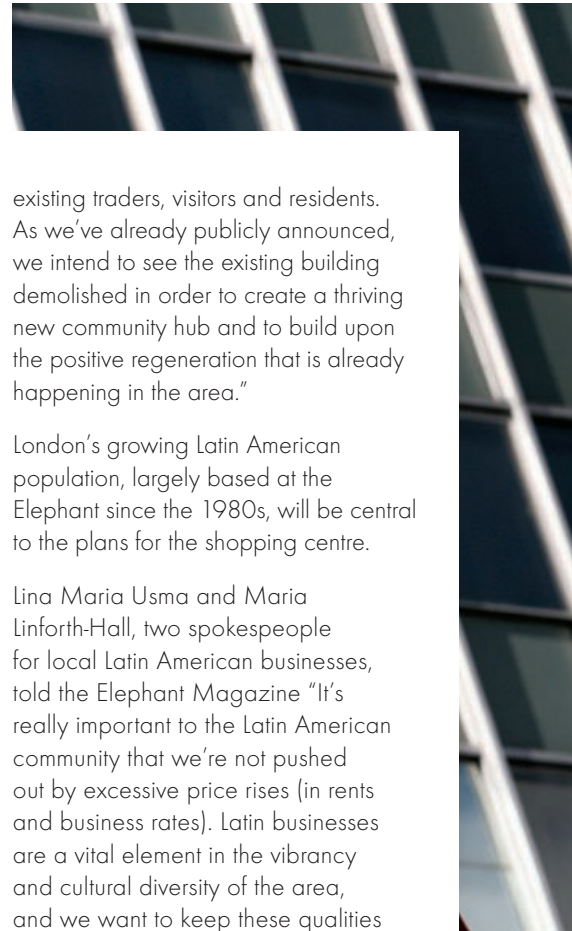 existing traders, visitors and residents.
As we’ve already publicly announced,
we intend to see the existing building
demolished in order to create a thriving
new community hub and to build upon
the positive regeneration that is already
happening in the area.”
London’s growing Latin American
population, largely based at the
Elephant since the 1980s, will be central
to the plans for the shopping centre.
Lina Maria Usma and Maria
Linforth-Hall, two spokespeople
for local Latin American businesses,
told the Elephant Magazine “It’s
really important to the Latin American
community that we’re not pushed
out by excessive price rises (in rents
and business rates). Latin businesses
are a vital element in the vibrancy
and cultural diversity of the area,
and we want to keep these qualities